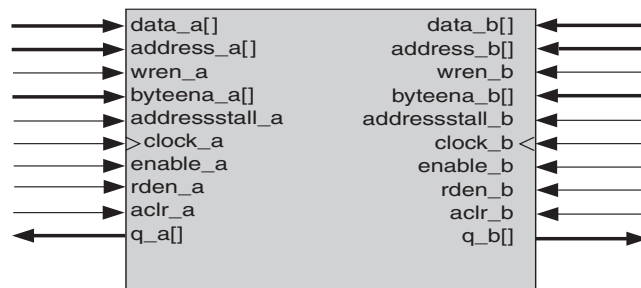 data_a[] data_b[]
address_a[] address_b[]
wren_a wren_b
byteena_a[] byteena_b[]
addressstall_a addressstall_b
clock_a clock_b
enable_a enable_b
rden_a rden_b
aclr_a aclr_b
q_a[] q_b[]